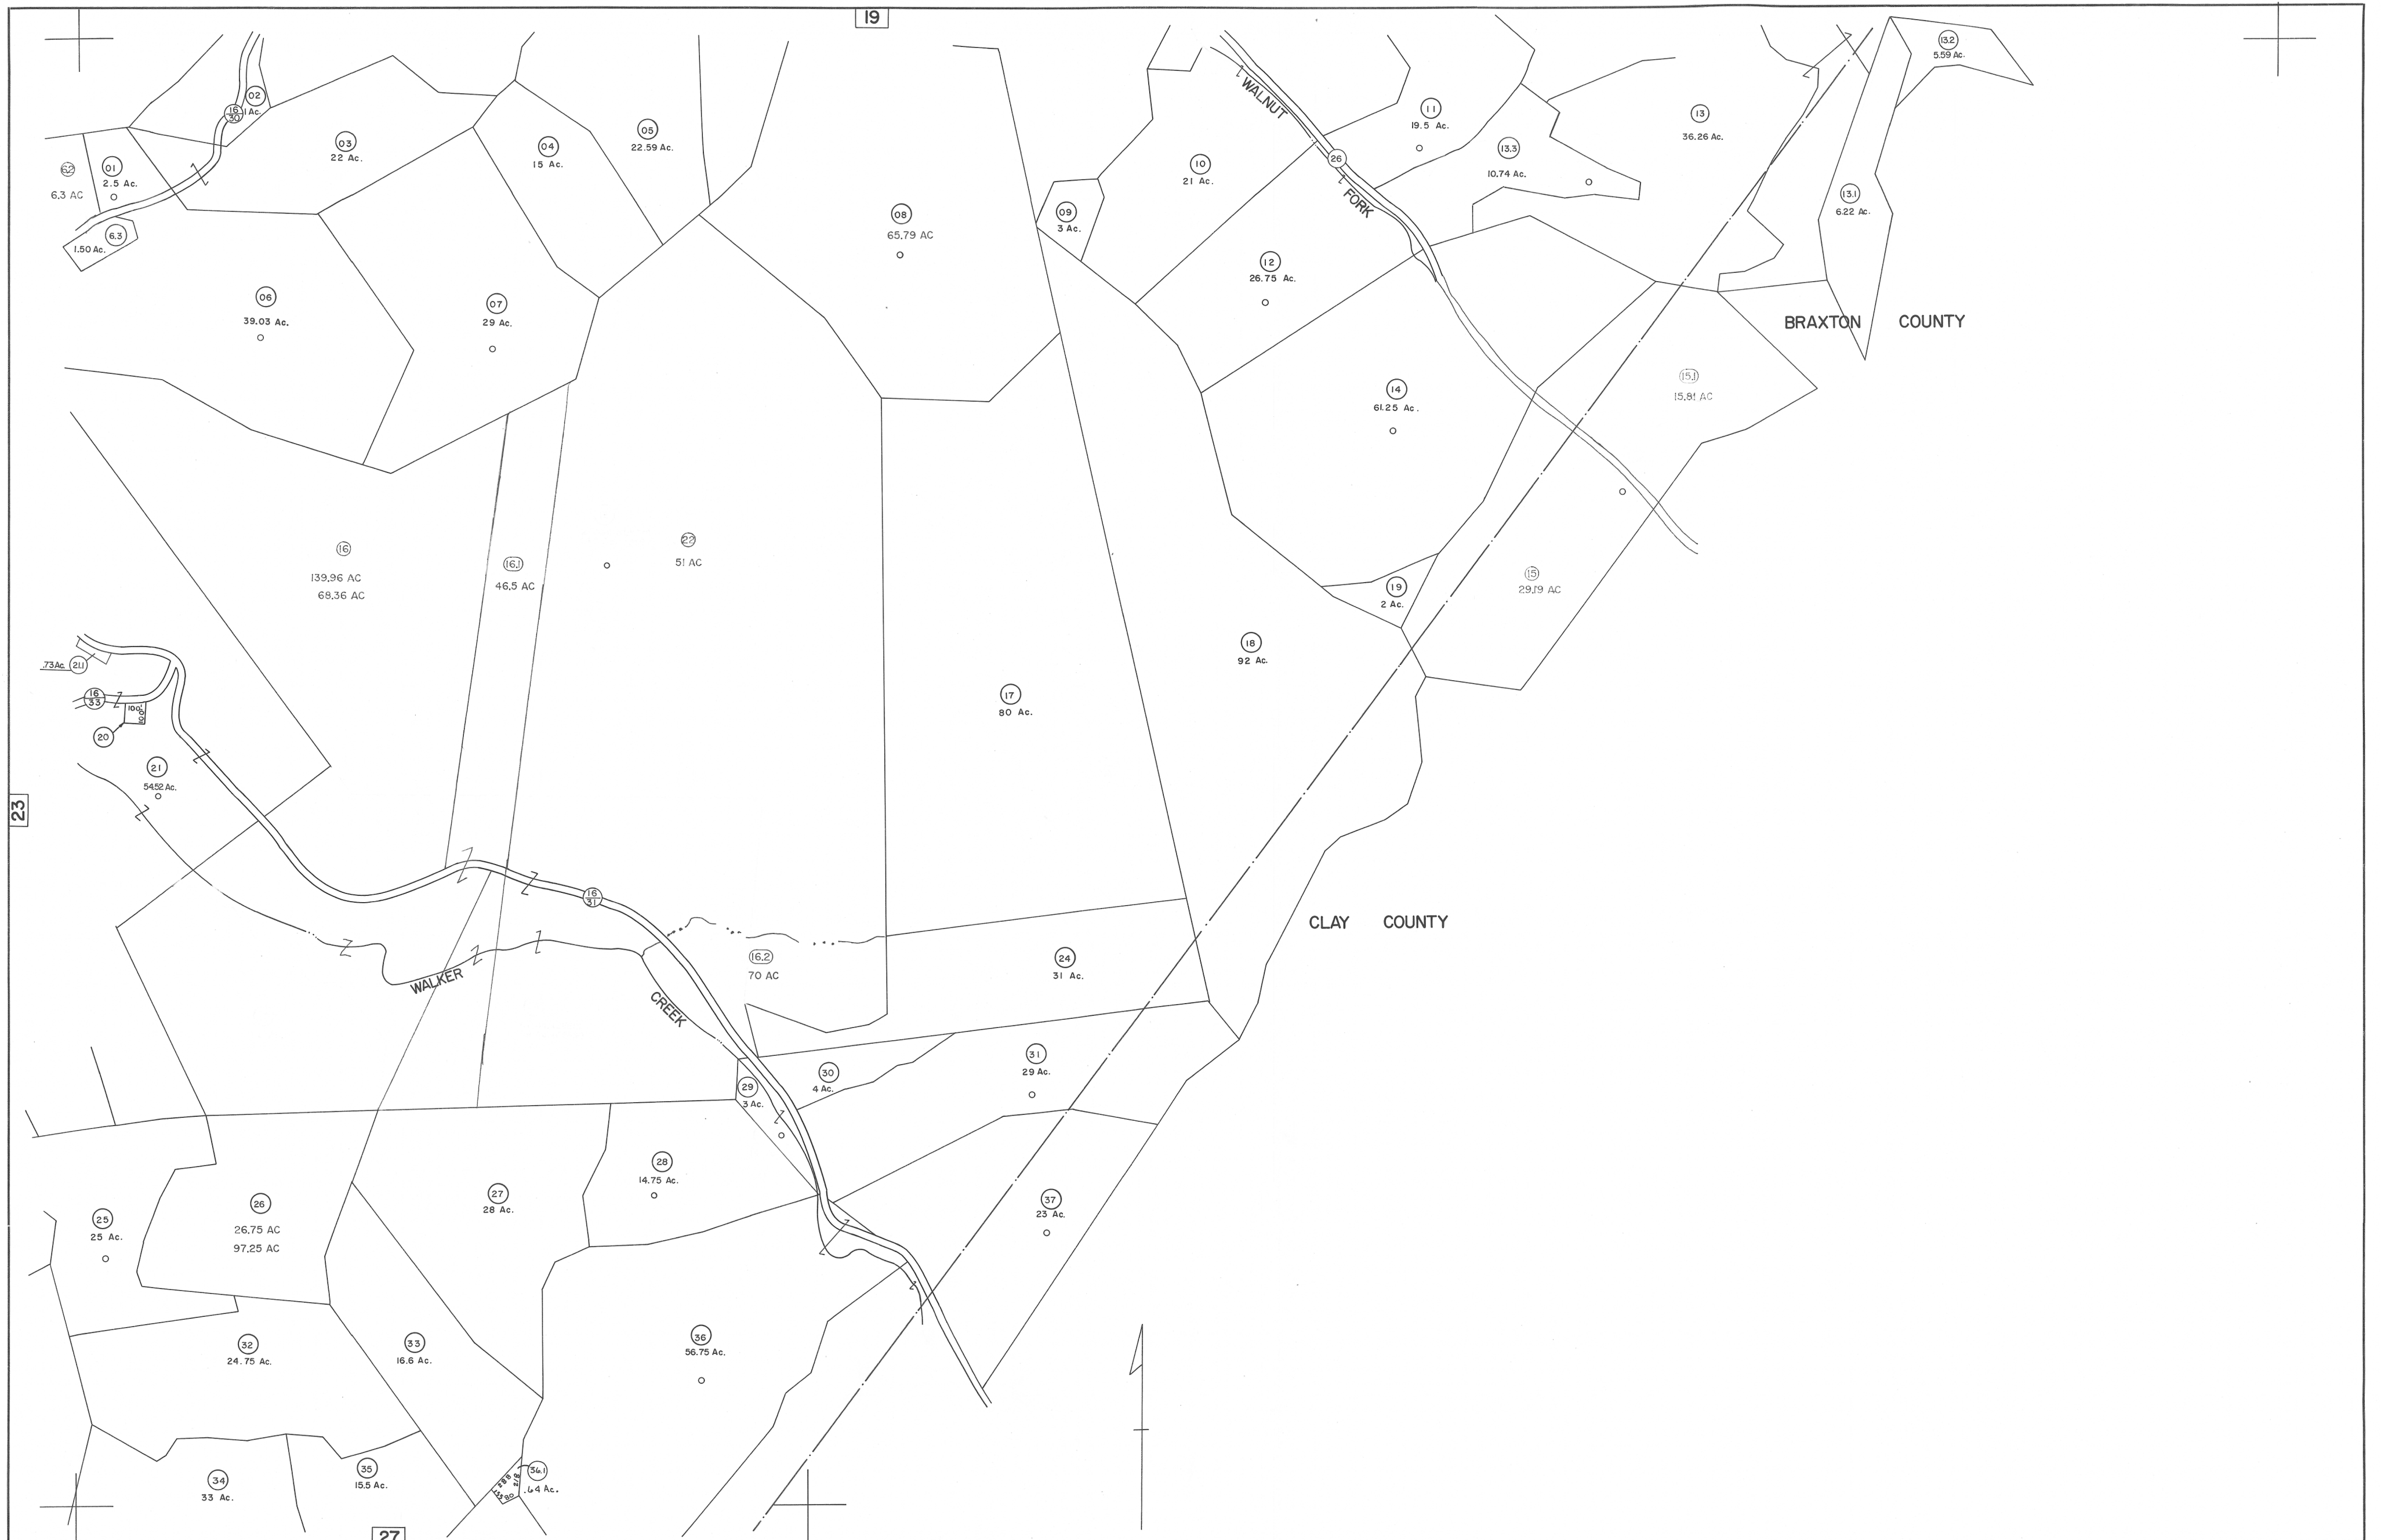 19
13.2
5.59 Ac.
02
1 Ac.
16
30
03
22 Ac.
04
15 Ac.
05
22.59 Ac.
WALNUT
FORK
26
11
19.5 Ac.
13
36.26 Ac.
13.3
10.74 Ac.
10
21 Ac.
6.2
6.3 AC
01
2.5 Ac.
6.3
1.50 Ac.
08
65.79 AC
09
3 Ac.
13.1
6.22 Ac.
12
26.75 Ac.
06
39.03 Ac.
07
29 Ac.
BRAXTON COUNTY
14
61.25 Ac.
15.1
15.81 AC
16
139.96 AC
68.36 AC
16.1
46.5 AC
22
51 AC
15
29.19 AC
19
2 Ac.
18
92 Ac.
17
80 Ac.
.73 Ac.
21.1
16
33
100'
100'
20
21
54.52 Ac.
23
16
31
CLAY COUNTY
WALKER
CREEK
16.2
70 AC
24
31 Ac.
30
4 Ac.
31
29 Ac.
29
3 Ac.
28
14.75 Ac.
27
28 Ac.
26
26.75 AC
97.25 AC
25
25 Ac.
37
23 Ac.
32
24.75 Ac.
33
16.6 Ac.
36
56.75 Ac.
34
33 Ac.
35
15.5 Ac.
36.1
.64 Ac.
288
218
27